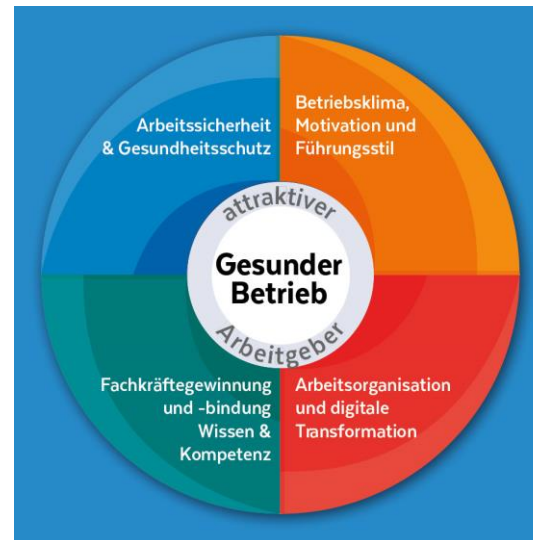 Arbeitssicherheit
& Gesundheitsschutz
Betriebsklima,
Motivation und
Führungsstil
attraktiver
Gesunder
Betrieb
Arbeitgeber
Fachkräftegewinnung
und -bindung
Wissen &
Kompetenz
Arbeitsorganisation
und digitale
Transformation